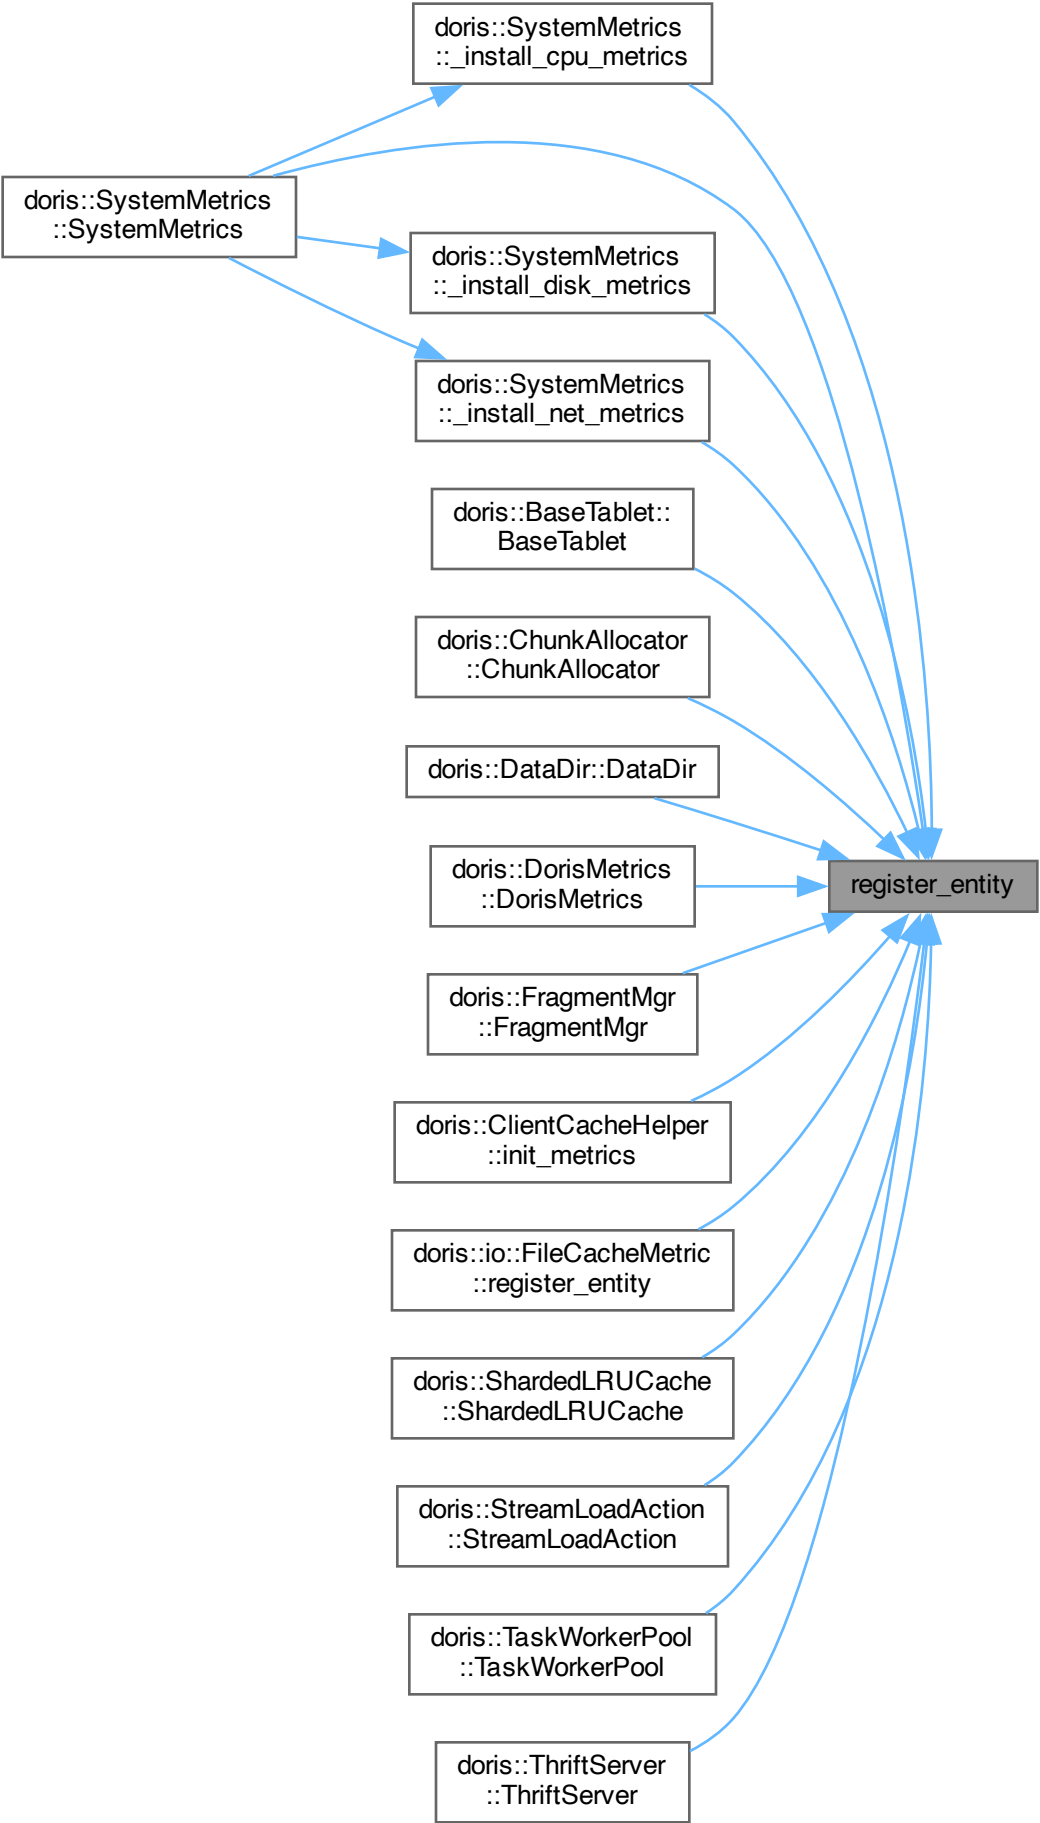 doris::SystemMetrics
::_install_cpu_metrics
doris::SystemMetrics
::SystemMetrics
doris::SystemMetrics
::_install_disk_metrics
doris::SystemMetrics
::_install_net_metrics
doris::BaseTablet::
BaseTablet
doris::ChunkAllocator
::ChunkAllocator
doris::DataDir::DataDir
doris::DorisMetrics
::DorisMetrics
register_entity
doris::FragmentMgr
::FragmentMgr
doris::ClientCacheHelper
::init_metrics
doris::io::FileCacheMetric
::register_entity
doris::ShardedLRUCache
::ShardedLRUCache
doris::StreamLoadAction
::StreamLoadAction
doris::TaskWorkerPool
::TaskWorkerPool
doris::ThriftServer
::ThriftServer